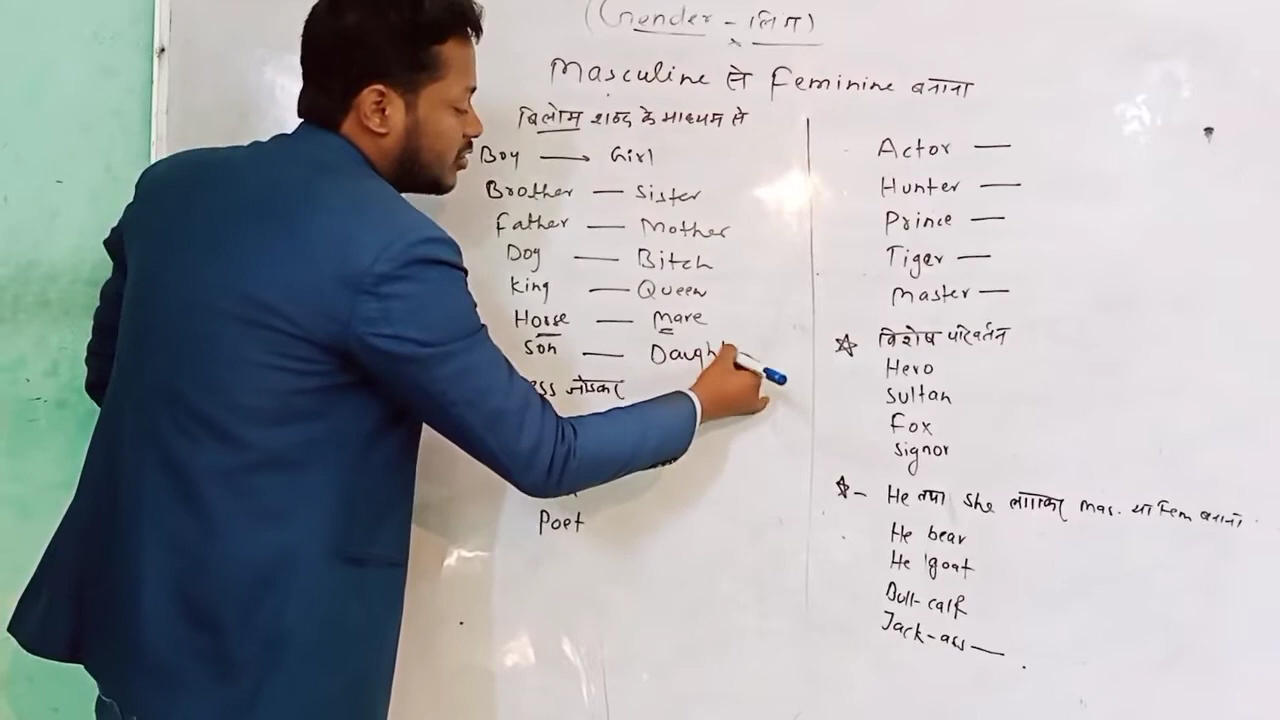 (Gender - लिंग)
Masculine से Feminine बनाना
बिलोम शब्द के माध्यम से
Boy → Girl
Brother — Sister
Father — Mother
Dog — Bitch
King — Queen
Horse — Mare
Son — Daugh
ess जोडकर
Poet
Actor —
Hunter —
Prince —
Tiger —
Master —
☆ विशेष परिवर्तन
Hero
Sultan
Fox
Signor
☆ - He तथा She लगाकर Mas. या Fem बनाना
He bear
He goat
Bull-calf
Jack-ass —